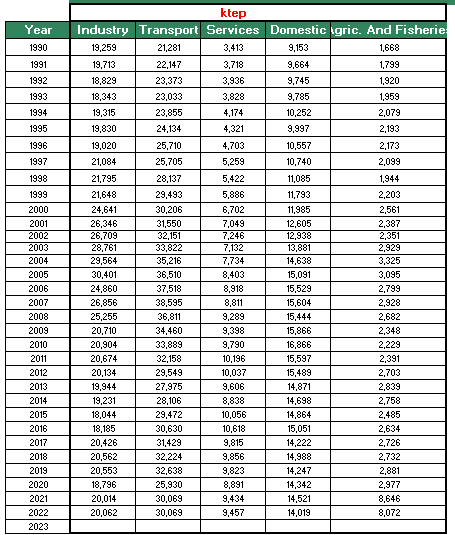 ktep
Year Industry Transport Services Domestic Agric. And Fisheries
1990 19,259 21,281 3,413 9,153 1,668
1991 19,713 22,147 3,718 9,664 1,799
1992 18,829 23,373 3,936 9,745 1,920
1993 18,343 23,033 3,828 9,785 1,959
1994 19,315 23,855 4,174 10,252 2,079
1995 19,830 24,134 4,321 9,997 2,193
1996 19,020 25,710 4,703 10,557 2,173
1997 21,084 25,705 5,259 10,740 2,099
1998 21,795 28,137 5,422 11,085 1,944
1999 21,648 29,493 5,886 11,793 2,203
2000 24,641 30,206 6,702 11,985 2,561
2001 26,346 31,550 7,049 12,605 2,387
2002 26,709 32,151 7,246 12,938 2,351
2003 28,761 33,822 7,132 13,881 2,929
2004 29,564 35,216 7,734 14,638 3,325
2005 30,401 36,510 8,403 15,091 3,095
2006 24,860 37,518 8,918 15,529 2,799
2007 26,856 38,595 8,811 15,604 2,928
2008 25,255 36,811 9,289 15,444 2,682
2009 20,710 34,460 9,398 15,866 2,348
2010 20,904 33,889 9,790 16,866 2,229
2011 20,674 32,158 10,196 15,597 2,391
2012 20,134 29,549 10,037 15,489 2,703
2013 19,944 27,975 9,606 14,871 2,839
2014 19,231 28,106 8,838 14,698 2,758
2015 18,044 29,472 10,056 14,864 2,485
2016 18,185 30,630 10,618 15,051 2,634
2017 20,426 31,429 9,815 14,222 2,726
2018 20,562 32,224 9,856 14,988 2,732
2019 20,553 32,638 9,823 14,247 2,881
2020 18,796 25,930 8,891 14,342 2,977
2021 20,014 30,069 9,434 14,521 8,646
2022 20,062 30,069 9,457 14,019 8,072
2023